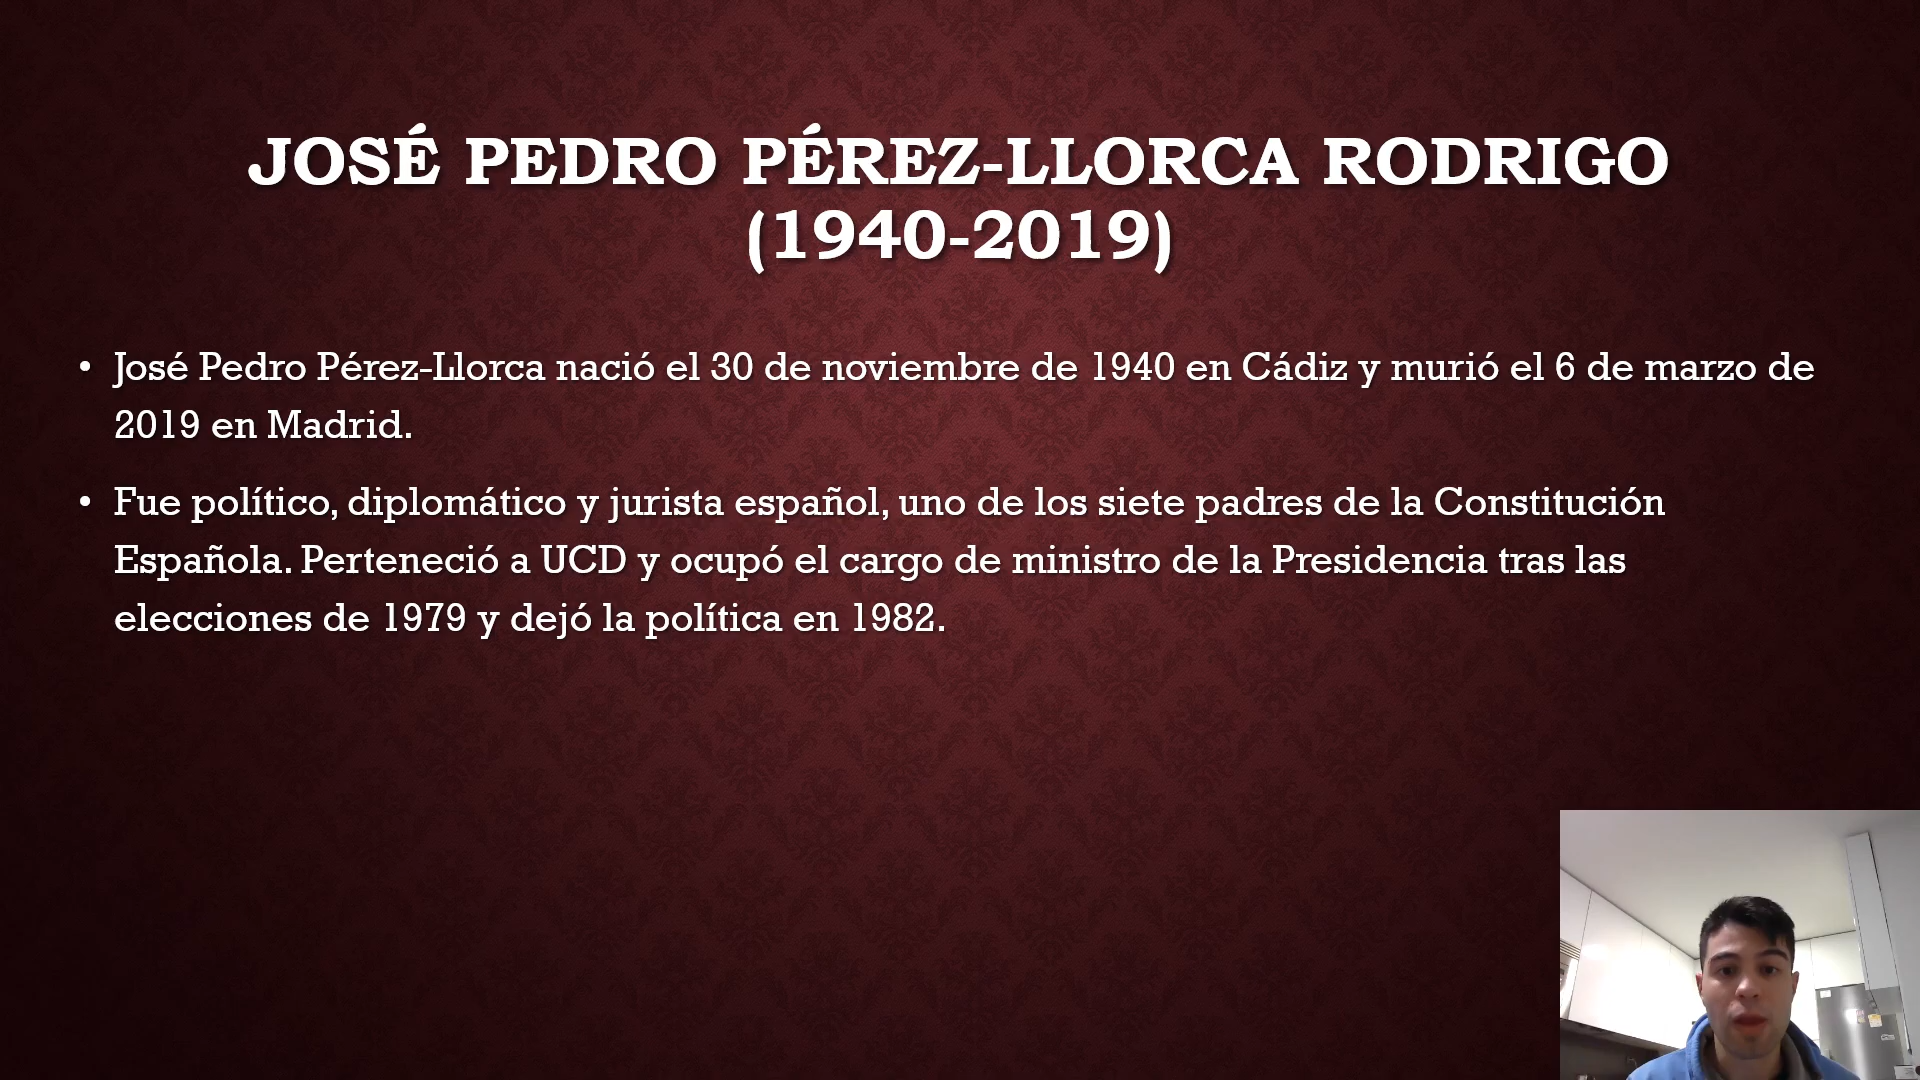 JOSÉ PEDRO PÉREZ-LLORCA RODRIGO
(1940-2019)
• José Pedro Pérez-Llorca nació el 30 de noviembre de 1940 en Cádiz y murió el 6 de marzo de
2019 en Madrid.
• Fue político, diplomático y jurista español, uno de los siete padres de la Constitución
Española. Perteneció a UCD y ocupó el cargo de ministro de la Presidencia tras las
elecciones de 1979 y dejó la política en 1982.